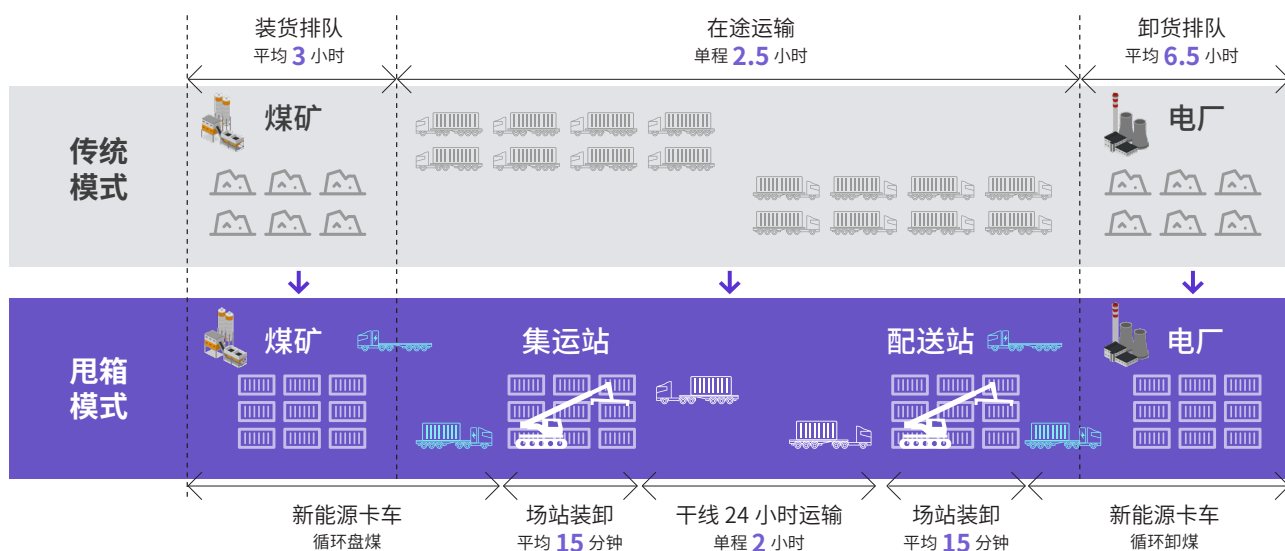 装货排队
平均 3 小时
在途运输
单程 2.5 小时
卸货排队
平均 6.5 小时
传统
模式
煤矿
电厂
甩箱
模式
煤矿
集运站
配送站
电厂
新能源卡车
循环盘煤
场站装卸
平均 15 分钟
干线 24 小时运输
单程 2 小时
场站装卸
平均 15 分钟
新能源卡车
循环卸煤